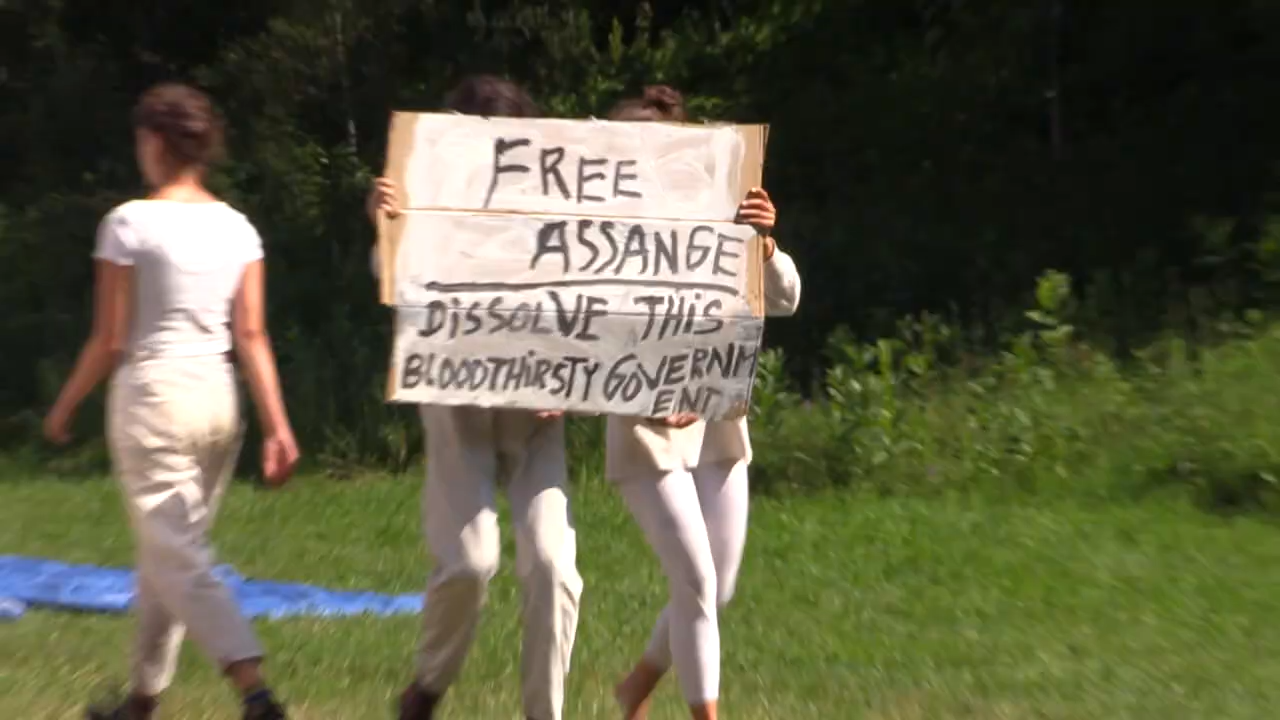 FREE
ASSANGE
DiSSOLVE THiS
BLOODTHiRSTY GOVERNM
ENT